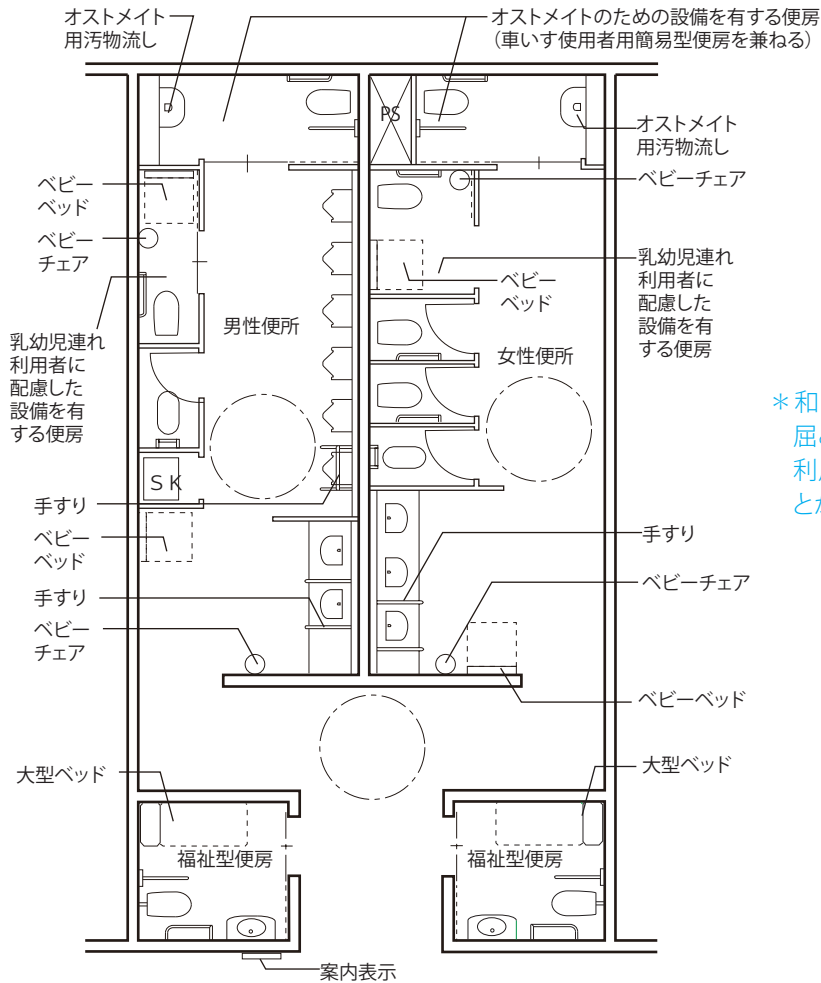 オストメイト
用汚物流し
オストメイトのための設備を有する便房
（車いす使用者用簡易型便房を兼ねる）
PS
オストメイト
用汚物流し
ベビー
ベッド
ベビーチェア
ベビー
チェア
乳幼児連れ
利用者に
配慮した
設備を有
する便房
ベビー
ベッド
男性便所
女性便所
乳幼児連れ
利用者に
配慮した
設備を有
する便房
＊和
利
SK
手すり
ベビー
ベッド
手すり
手すり
ベビーチェア
ベビー
チェア
ベビーベッド
大型ベッド
大型ベッド
福祉型便房
福祉型便房
案内表示